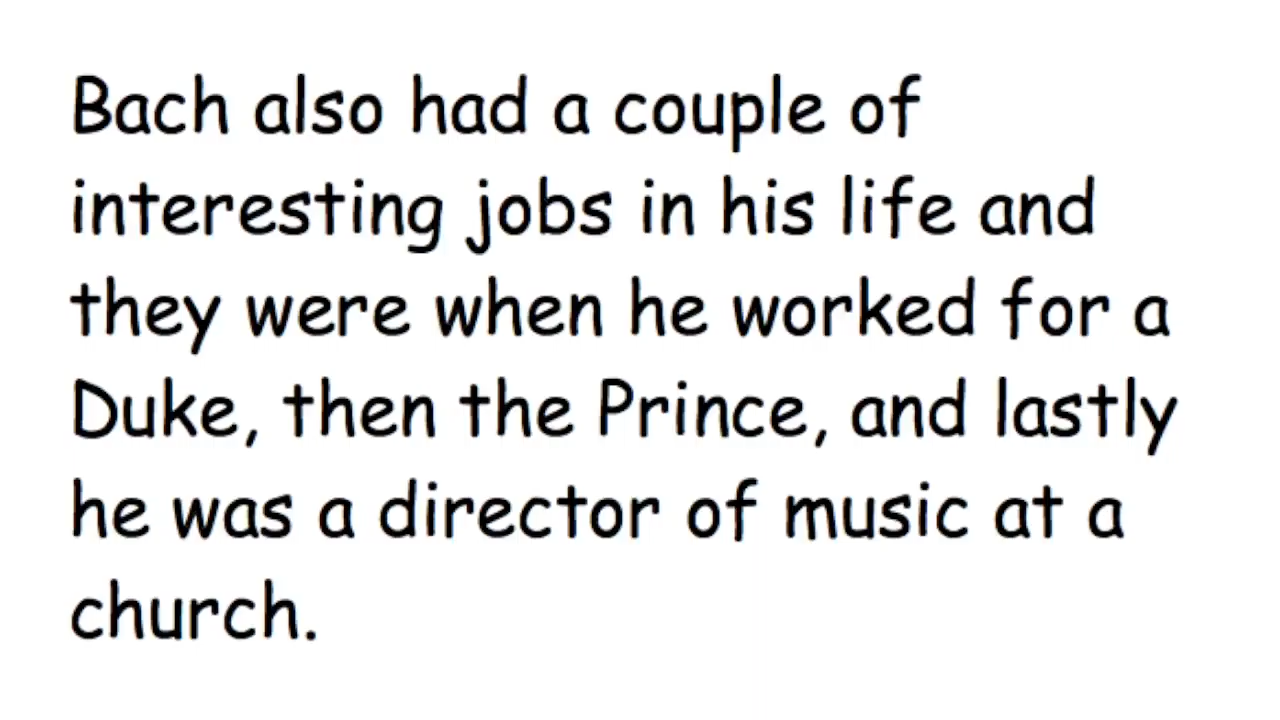 Bach also had a couple of
interesting jobs in his life and
they were when he worked for a
Duke, then the Prince, and lastly
he was a director of music at a
church.